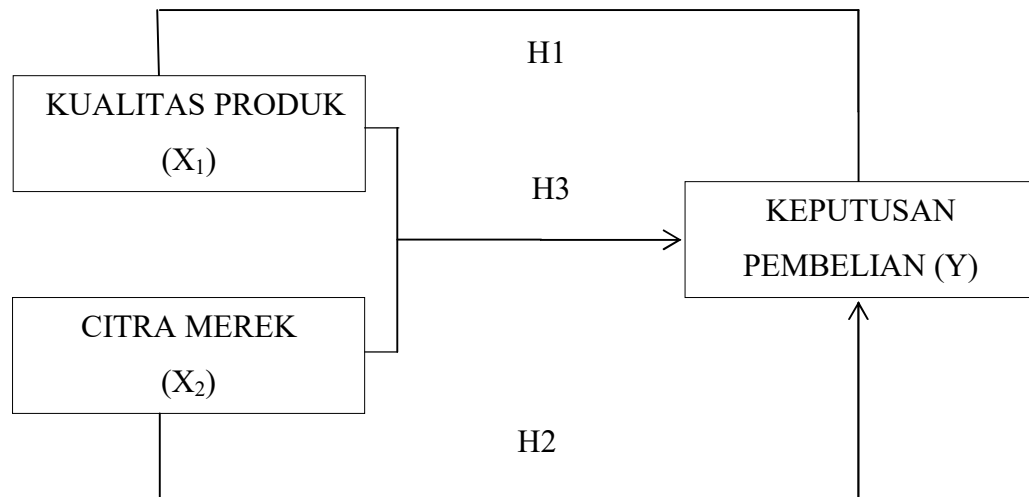 H1
KUALITAS PRODUK
(X₁)
H3
KEPUTUSAN
PEMBELIAN (Y)
CITRA MEREK
(X₂)
H2